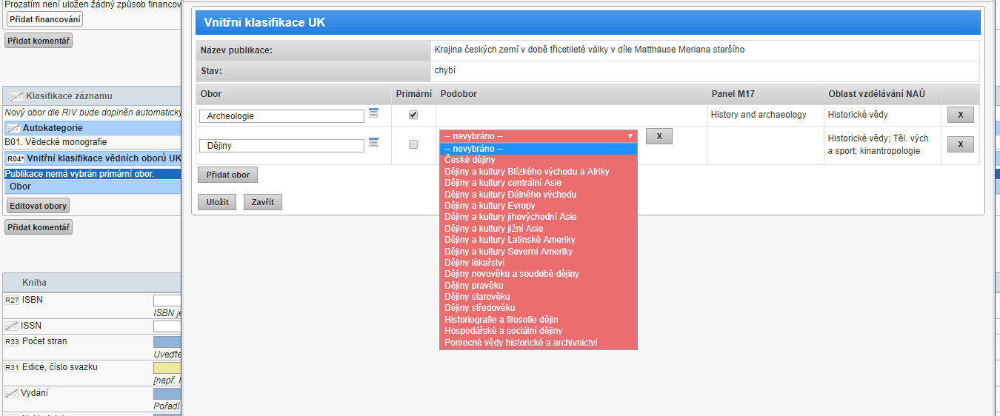 Prozatím není uložen žádný způsob financov
Přidat financování
Přidat komentář
Klasifikace záznamu
Nový obor dle RIV bude doplněn automaticky
Autokategorie
B01. Vědecké monografie
R04* Vnitřní klasifikace vědních oborů UK
Publikace nemá vybrán primární obor.
Obor
Editovat obory
Přidat komentář
Kniha
R27 ISBN
ISBN je
ISSN
R33 Počet stran
Uveďte
R31 Edice, číslo svazku
[např.
Vydání
Pořadí
Vnitřní klasifikace UK
Název publikace: Krajina českých zemí v době třicetileté války v díle Matthäuse Meriana staršího
Stav: chybí
Obor Primární Podobor Panel M17 Oblast vzdělávání NAÚ
Archeologie History and archaeology Historické vědy X
Dějiny -- nevybráno -- X Historické vědy; Těl. vých. X
a sport; kinantropologie
-- nevybráno --
České dějiny
Dějiny a kultury Blízkého východu a Afriky
Dějiny a kultury centrální Asie
Dějiny a kultury Dálného východu
Dějiny a kultury Evropy
Dějiny a kultury jihovýchodní Asie
Dějiny a kultury jižní Asie
Dějiny a kultury Latinské Ameriky
Dějiny a kultury Severní Ameriky
Dějiny lékařství
Dějiny novověku a soudobé dějiny
Dějiny pravěku
Dějiny starověku
Dějiny středověku
Historiografie a filosofie dějin
Hospodářské a sociální dějiny
Pomocné vědy historické a archivnictví
Přidat obor
Uložit Zavřít